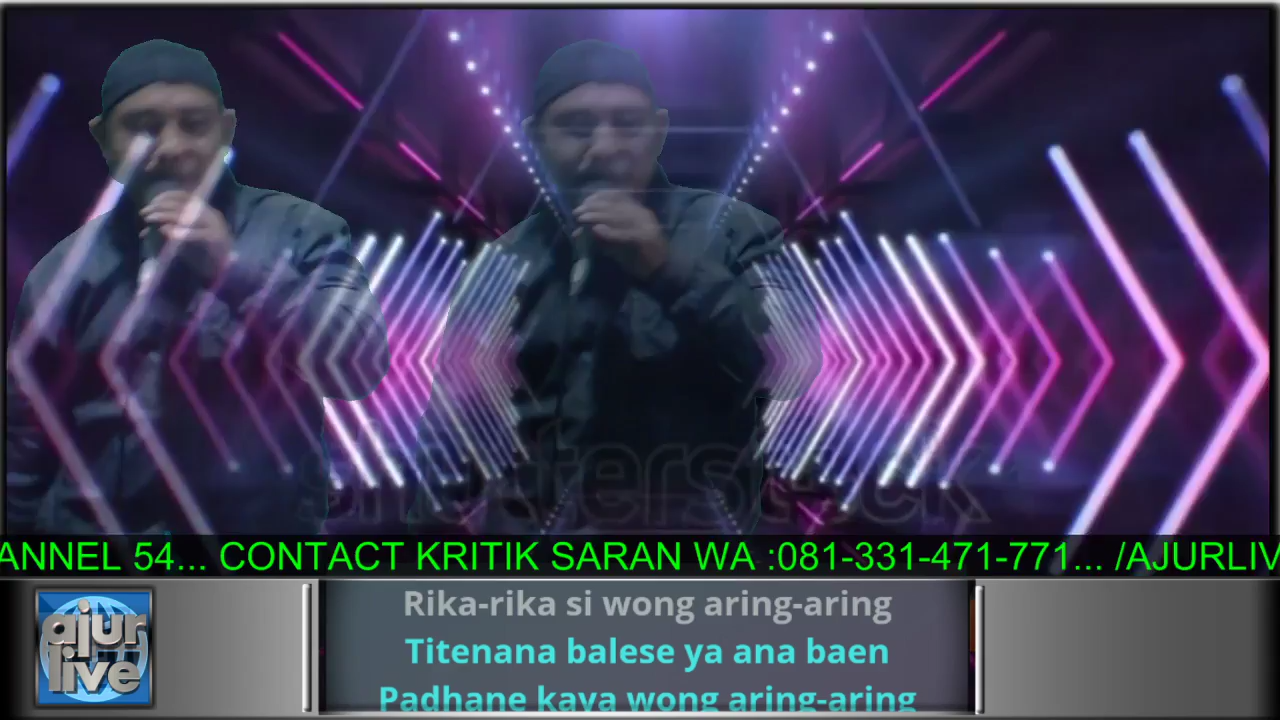 shutterstock
ANNEL 54... CONTACT KRITIK SARAN WA :081-331-471-771... /AJURLIV
ajur
live
Rika-rika si wong aring-aring
Titenana balese ya ana baen
Padhane kaya wong aring-aring